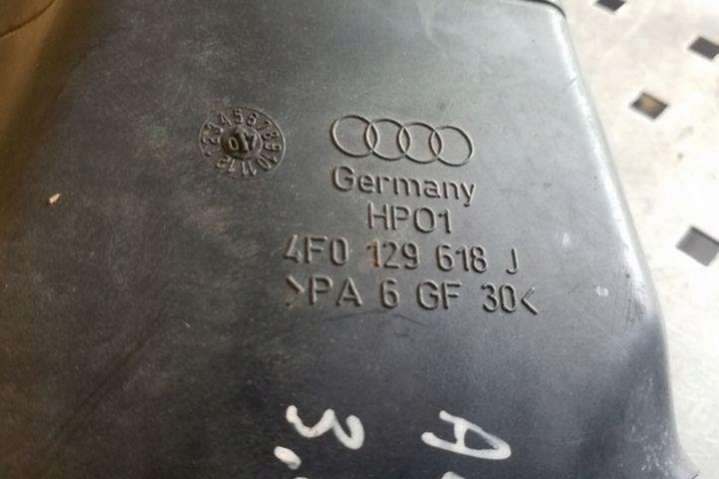 Germany
HP01
4F0 129 618 J
>PA 6 GF 30<